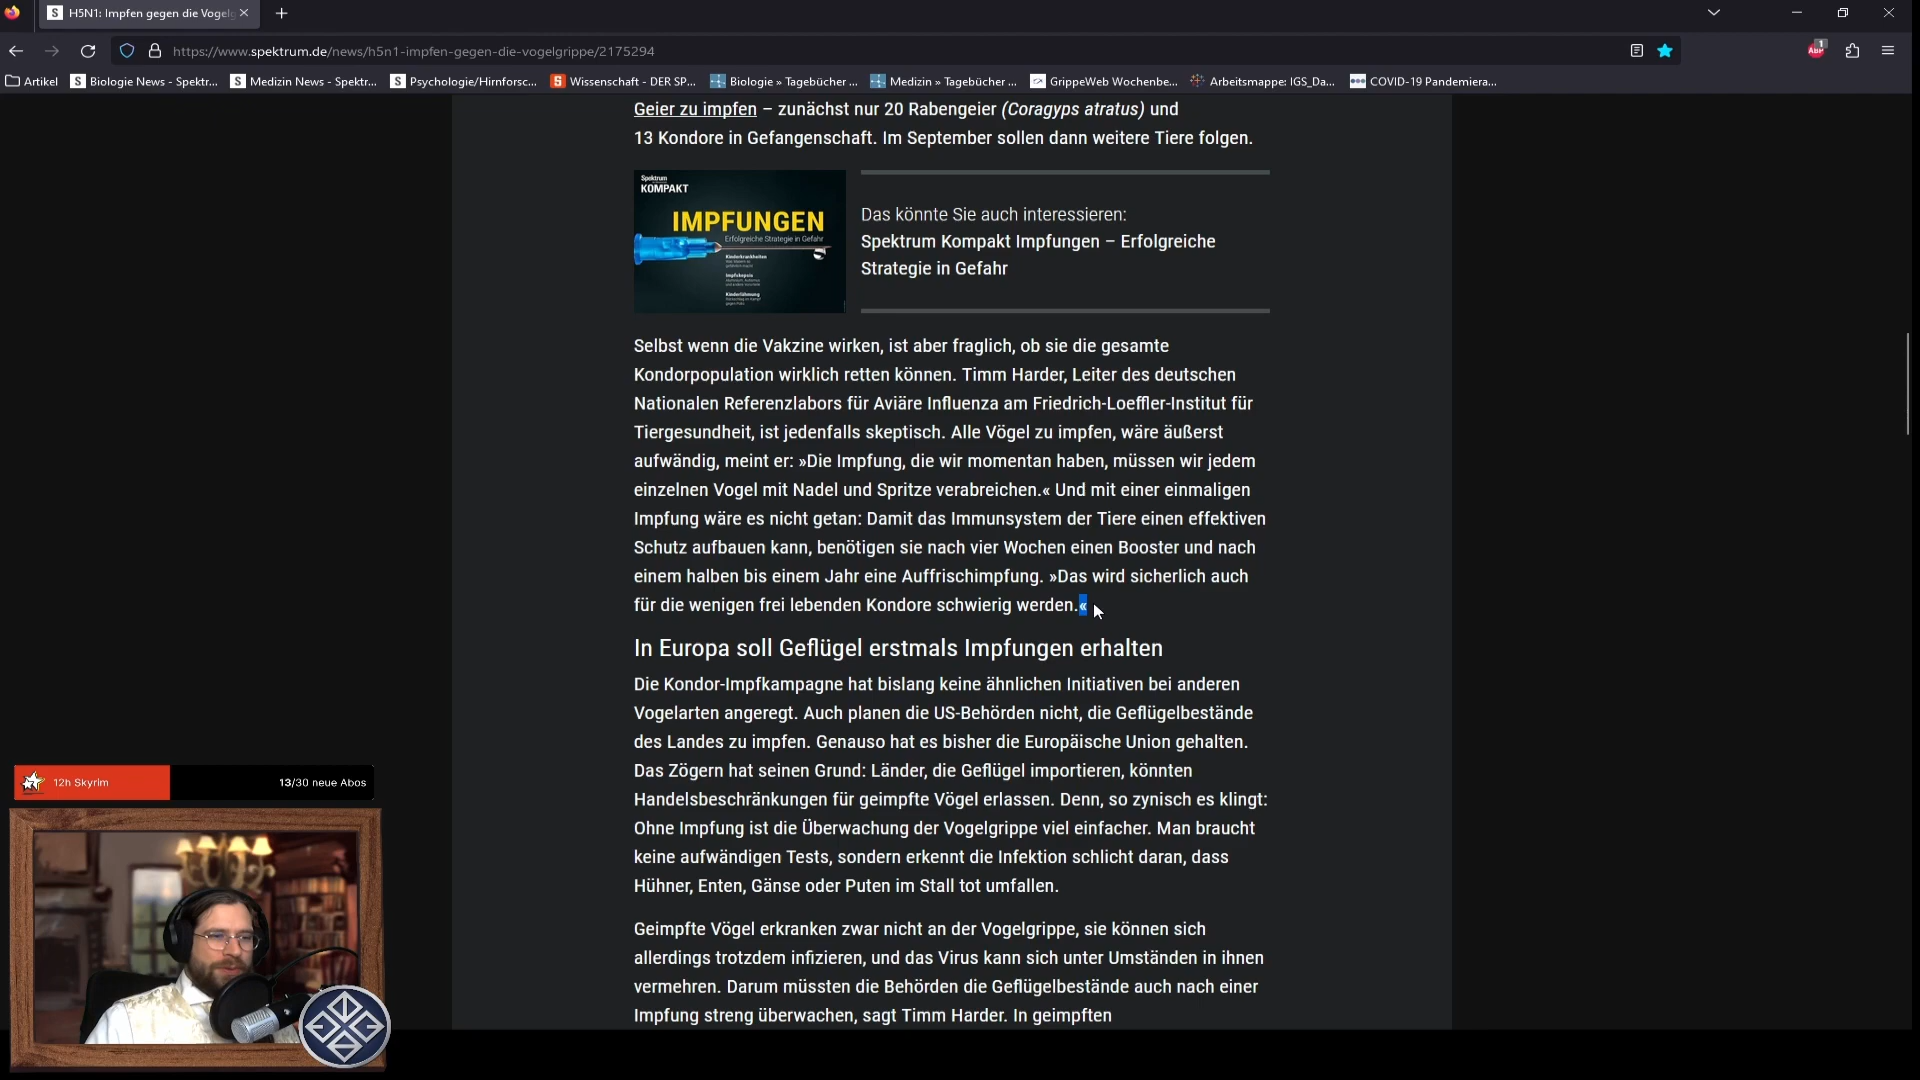 H5N1: Impfen gegen die Vogelg
https://www.spektrum.de/news/h5n1-impfen-gegen-die-vogelgrippe/2175294
ABP 1
Artikel
Biologie News - Spektr...
Medizin News - Spektr...
Psychologie/Hirnforsc...
Wissenschaft - DER SP...
Biologie » Tagebücher ...
Medizin » Tagebücher ...
GrippeWeb Wochenbe...
Arbeitsmappe: IGS_Da...
COVID-19 Pandemiera...
Geier zu impfen – zunächst nur 20 Rabengeier (Coragyps atratus) und
13 Kondore in Gefangenschaft. Im September sollen dann weitere Tiere folgen.
Spektrum
KOMPAKT
IMPFUNGEN
Erfolgreiche Strategie in Gefahr
Kinderkrankheiten
Impfskepsis
Das könnte Sie auch interessieren:
Spektrum Kompakt Impfungen – Erfolgreiche
Strategie in Gefahr
Selbst wenn die Vakzine wirken, ist aber fraglich, ob sie die gesamte
Kondorpopulation wirklich retten können. Timm Harder, Leiter des deutschen
Nationalen Referenzlabors für Aviäre Influenza am Friedrich-Loeffler-Institut für
Tiergesundheit, ist jedenfalls skeptisch. Alle Vögel zu impfen, wäre äußerst
aufwändig, meint er: »Die Impfung, die wir momentan haben, müssen wir jedem
einzelnen Vogel mit Nadel und Spritze verabreichen.« Und mit einer einmaligen
Impfung wäre es nicht getan: Damit das Immunsystem der Tiere einen effektiven
Schutz aufbauen kann, benötigen sie nach vier Wochen einen Booster und nach
einem halben bis einem Jahr eine Auffrischimpfung. »Das wird sicherlich auch
für die wenigen frei lebenden Kondore schwierig werden.«
In Europa soll Geflügel erstmals Impfungen erhalten
Die Kondor-Impfkampagne hat bislang keine ähnlichen Initiativen bei anderen
Vogelarten angeregt. Auch planen die US-Behörden nicht, die Geflügelbestände
des Landes zu impfen. Genauso hat es bisher die Europäische Union gehalten.
Das Zögern hat seinen Grund: Länder, die Geflügel importieren, könnten
Handelsbeschränkungen für geimpfte Vögel erlassen. Denn, so zynisch es klingt:
Ohne Impfung ist die Überwachung der Vogelgrippe viel einfacher. Man braucht
keine aufwändigen Tests, sondern erkennt die Infektion schlicht daran, dass
Hühner, Enten, Gänse oder Puten im Stall tot umfallen.
Geimpfte Vögel erkranken zwar nicht an der Vogelgrippe, sie können sich
allerdings trotzdem infizieren, und das Virus kann sich unter Umständen in ihnen
vermehren. Darum müssten die Behörden die Geflügelbestände auch nach einer
Impfung streng überwachen, sagt Timm Harder. In geimpften
12h Skyrim
13/30 neue Abos